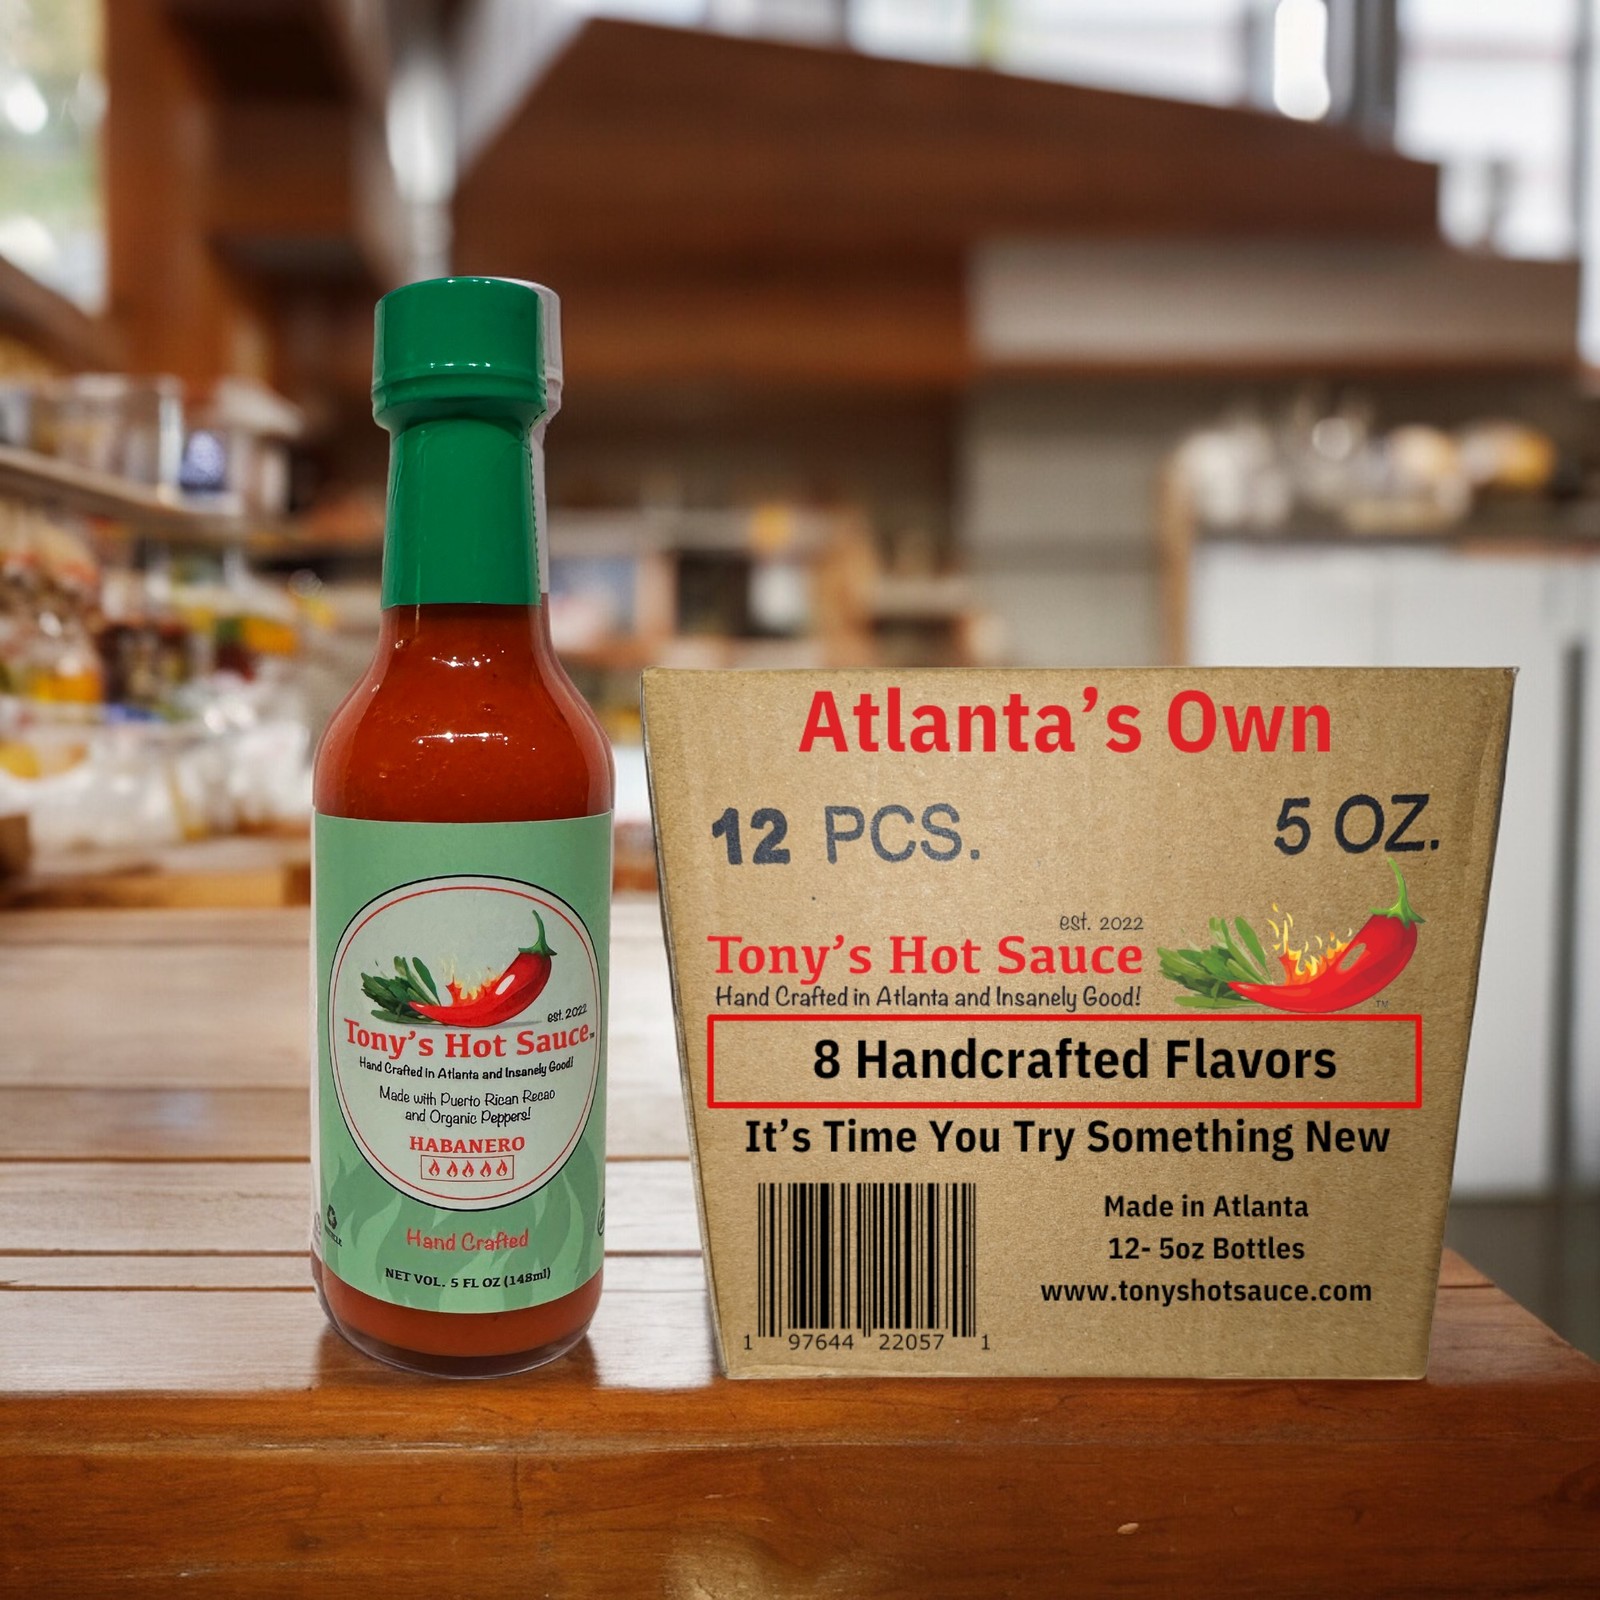 est. 2022
Tony's Hot Sauce™
Hand Crafted in Atlanta and Insanely Good!
Made with Puerto Rican Recao
and Organic Peppers!
HABANERO
Hand Crafted
NET VOL. 5 FL OZ (148ml)
Atlanta's Own
12 PCS. 5 OZ.
est. 2022
Tony's Hot Sauce
Hand Crafted in Atlanta and Insanely Good!
TM
8 Handcrafted Flavors
It's Time You Try Something New
Made in Atlanta
12- 5oz Bottles
www.tonyshotsauce.com
1 97644 22057 1